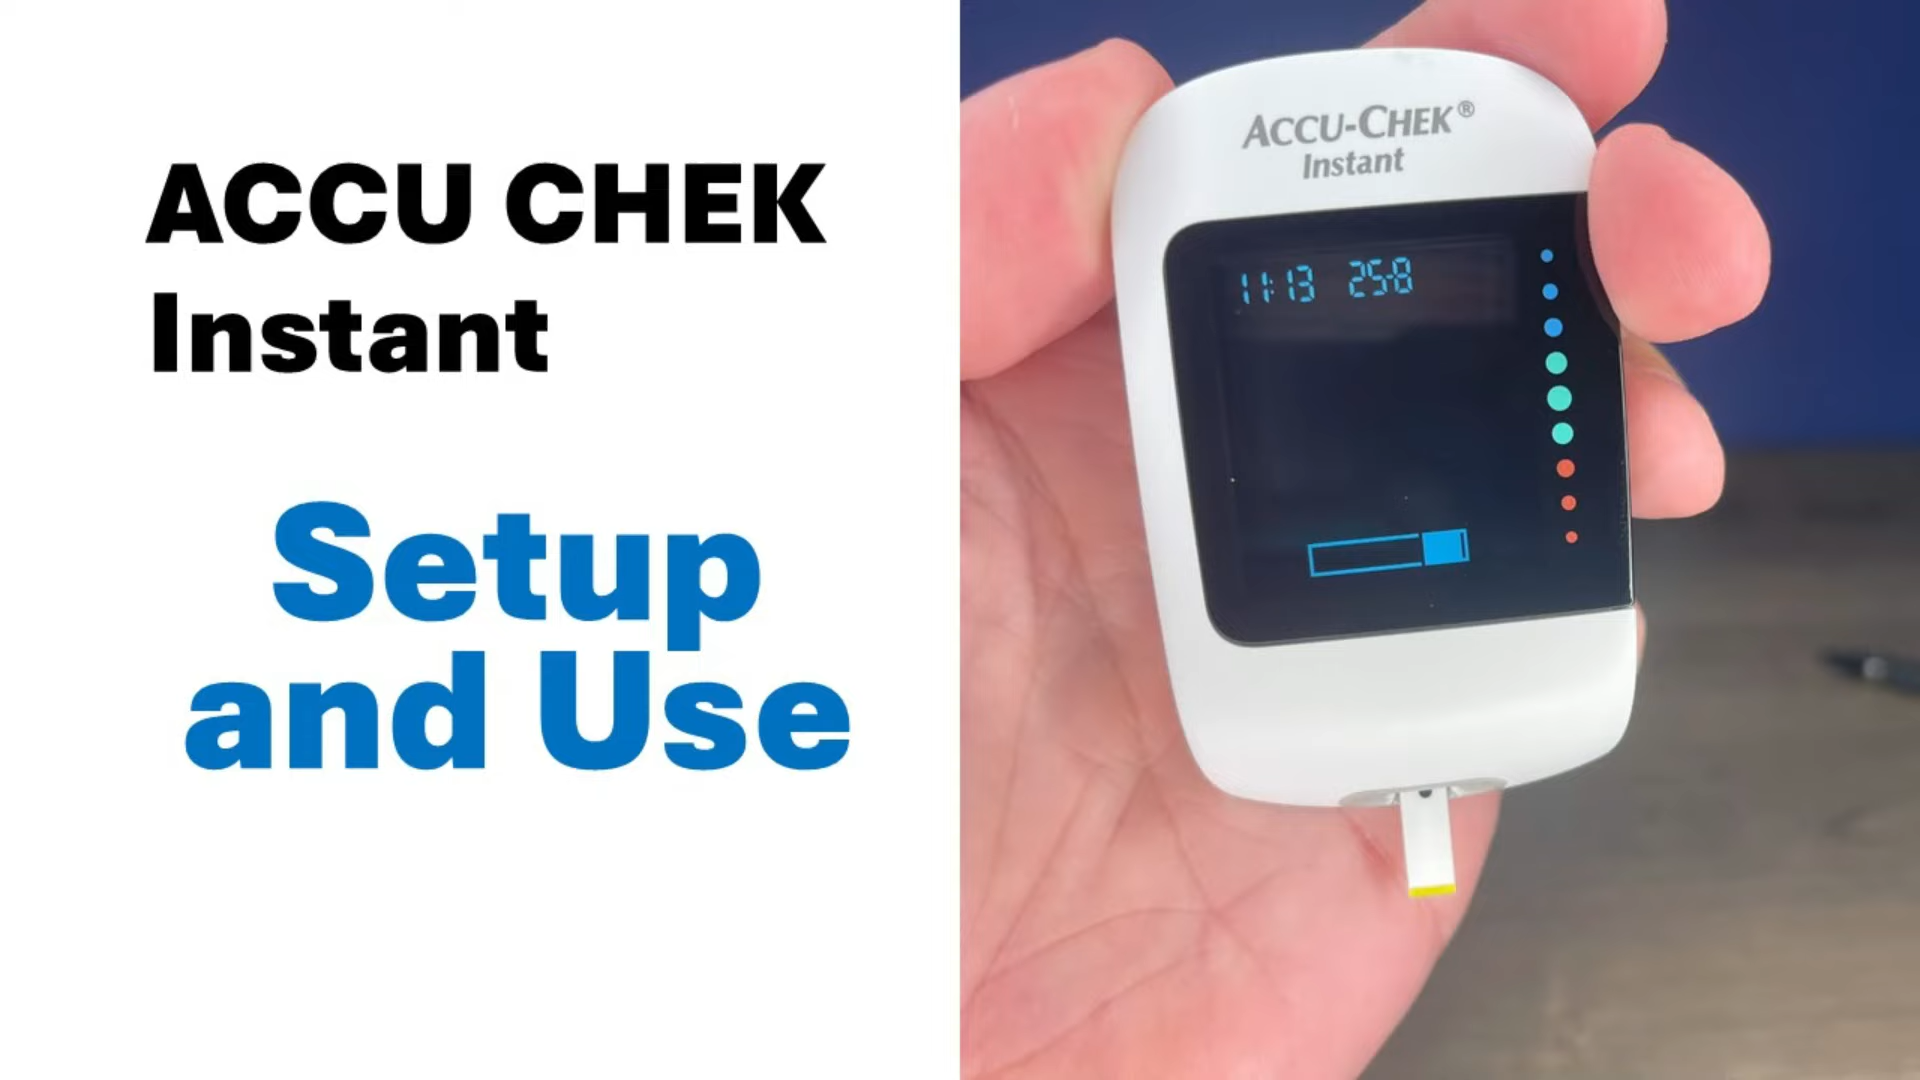 ACCU CHEK
Instant
Setup
and Use
ACCU-CHEK®
Instant
11:13 25-8